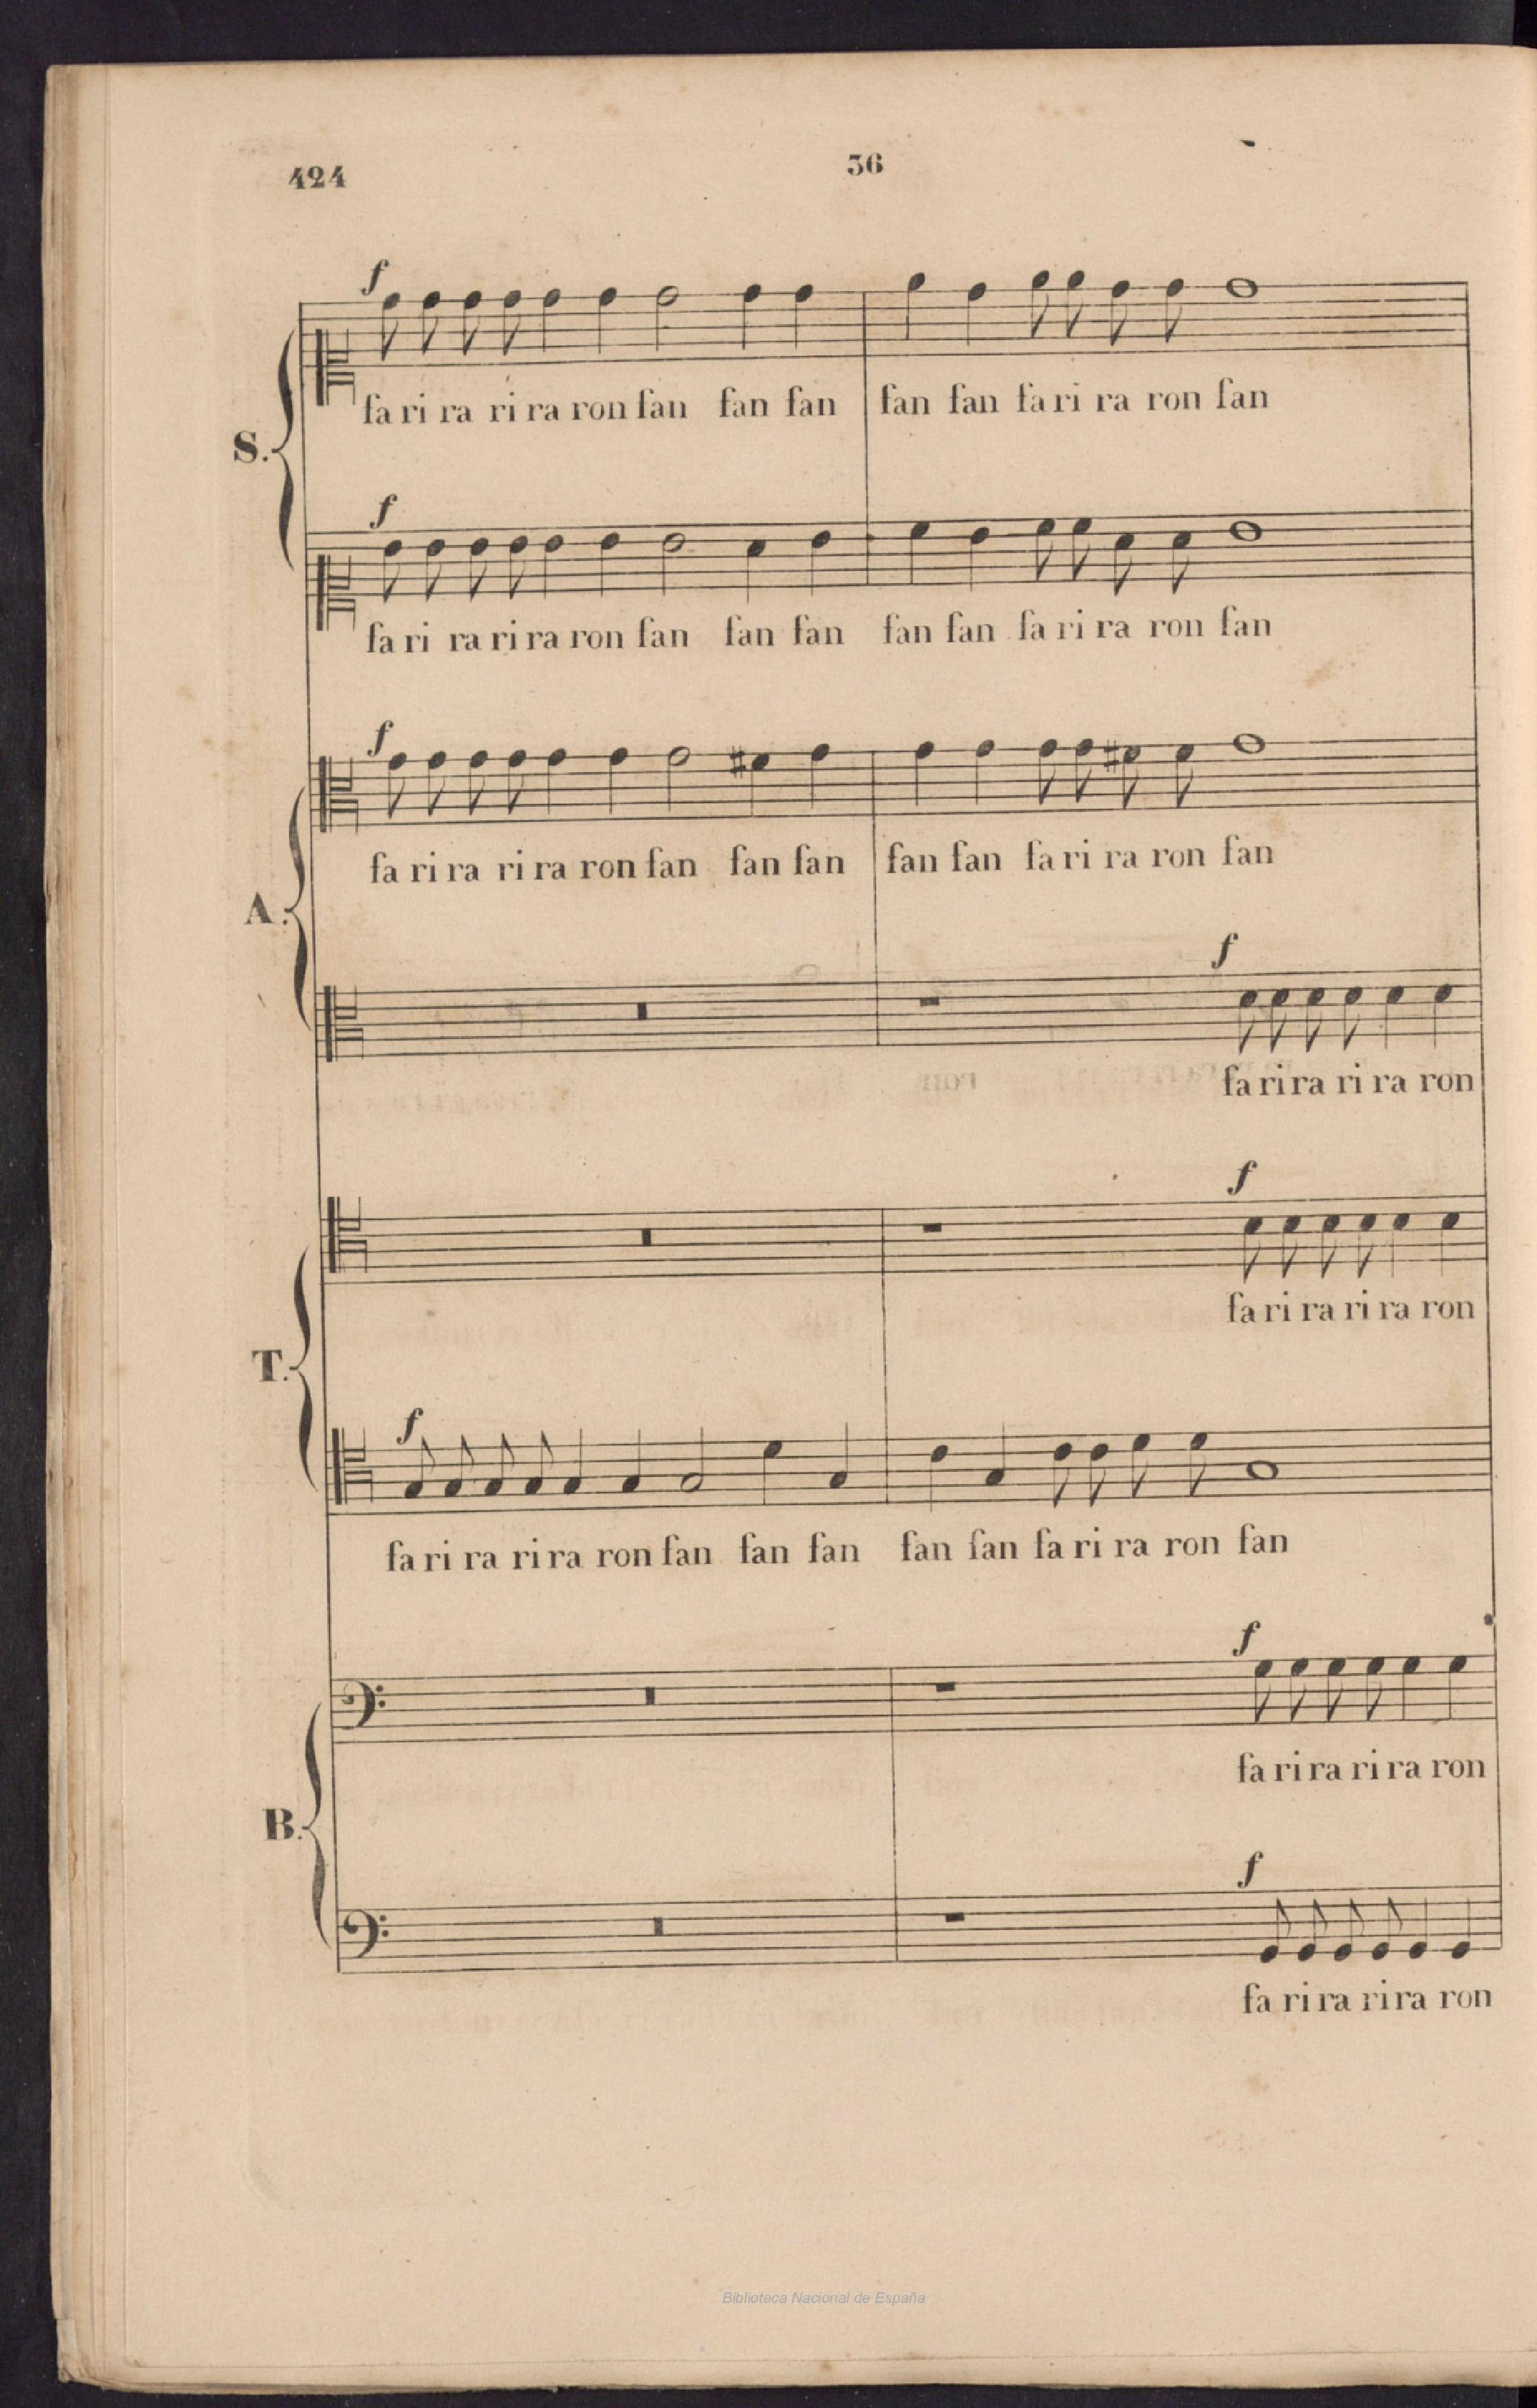 424
36
f
fa ri ra ri ra ron fan fan fan fan fan fa ri ra ron fan
S.
f
fa ri ra ri ra ron fan fan fan fan fan fa ri ra ron fan
f
fa ri ra ri ra ron fan fan fan fan fan fa ri ra ron fan
A.
f
fa ri ra ri ra ron
f
fa ri ra ri ra ron
T.
f
fa ri ra ri ra ron fan fan fan fan fan fa ri ra ron fan
f
fa ri ra ri ra ron
B.
f
fa ri ra ri ra ron
Biblioteca Nacional de España